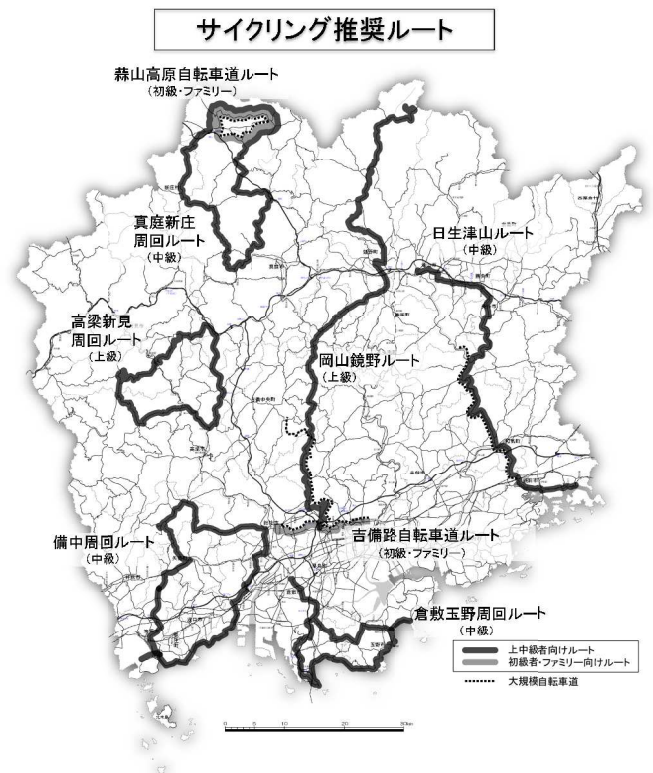 サイクリング推奨ルート
蒜山高原自転車道ルート
(初級・ファミリー)
真庭新庄
周回ルート
(中級)
日生津山ルート
(中級)
高梁新見
周回ルート
(上級)
岡山鏡野ルート
(上級)
備中周回ルート
(中級)
吉備路自転車道ルート
(初級・ファミリー)
倉敷玉野周回ルート
(中級)
上中級者向けルート
初級者・ファミリー向けルート
大規模自転車道
0 5 10 20 30km